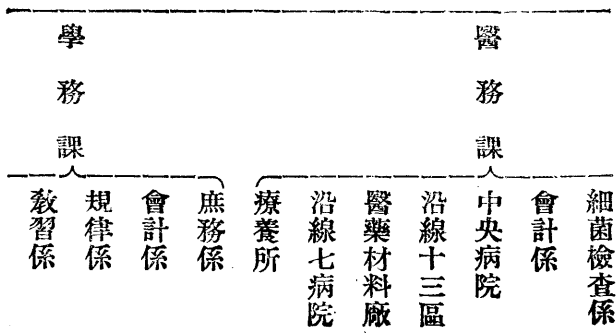 醫務課
細菌檢查係
會計係
中央病院
沿線十三區
醫藥材料廠
沿線七病院
療養所
學務課
庶務係
會計係
規律係
敎習係